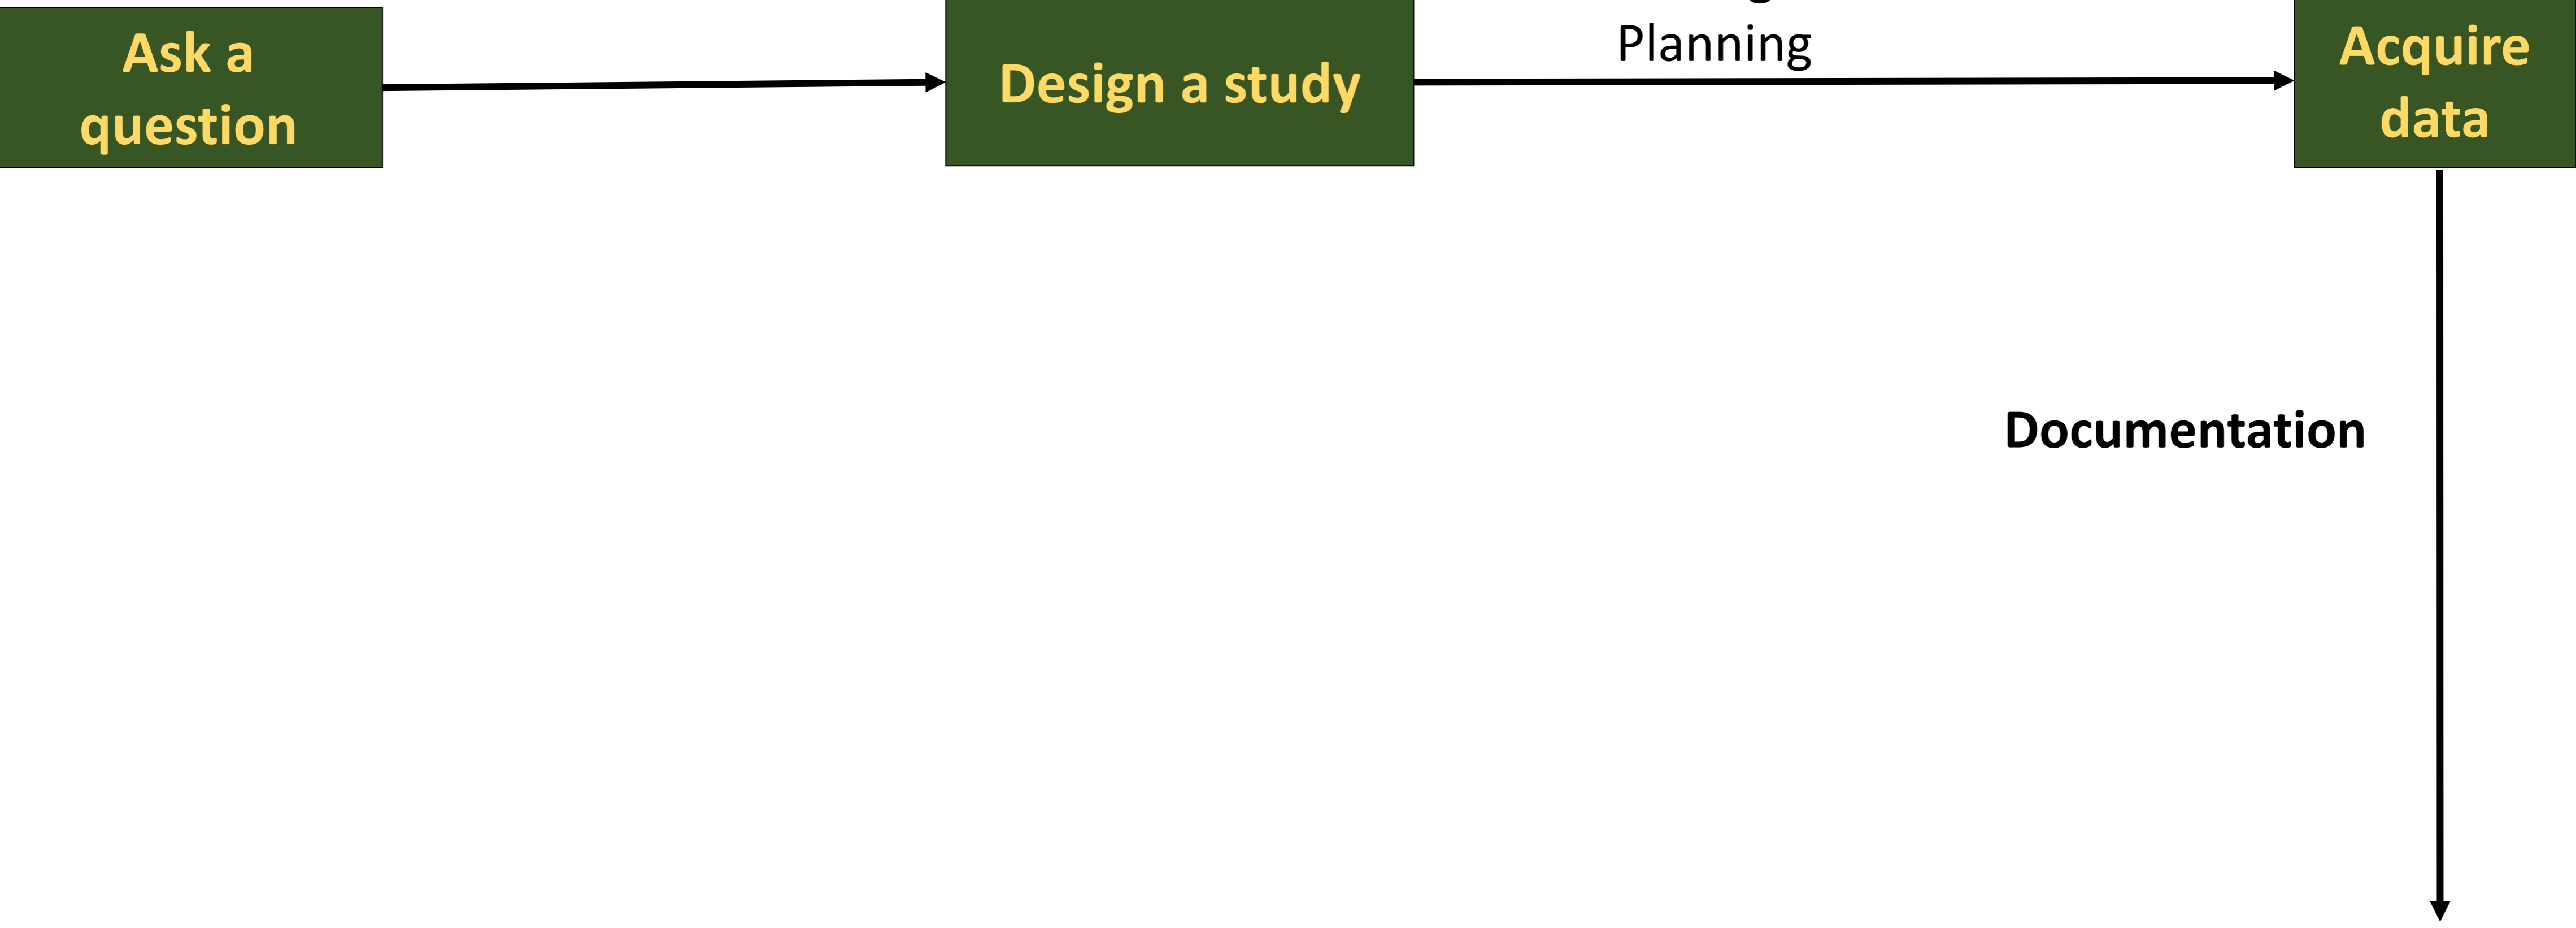 Ask a
question
Design a study
Planning
Acquire
data
Documentation